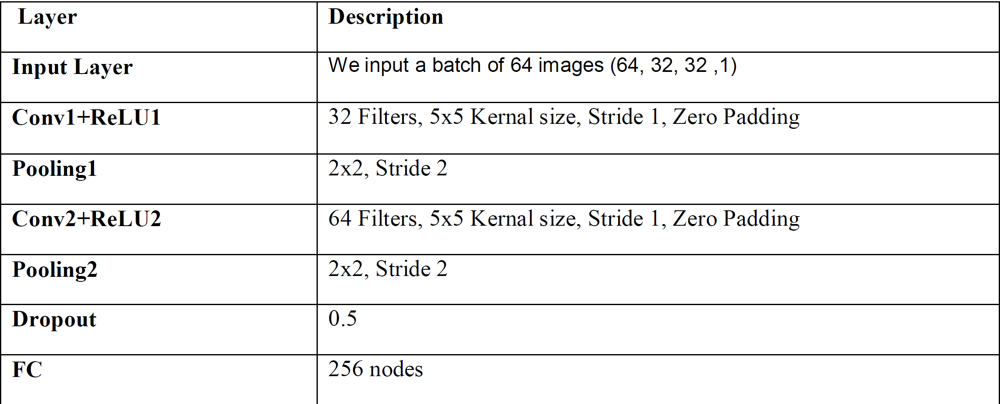 Layer Description
Input Layer We input a batch of 64 images (64, 32, 32 ,1)
Conv1+ReLU1 32 Filters, 5x5 Kernal size, Stride 1, Zero Padding
Pooling1 2x2, Stride 2
Conv2+ReLU2 64 Filters, 5x5 Kernal size, Stride 1, Zero Padding
Pooling2 2x2, Stride 2
Dropout 0.5
FC 256 nodes